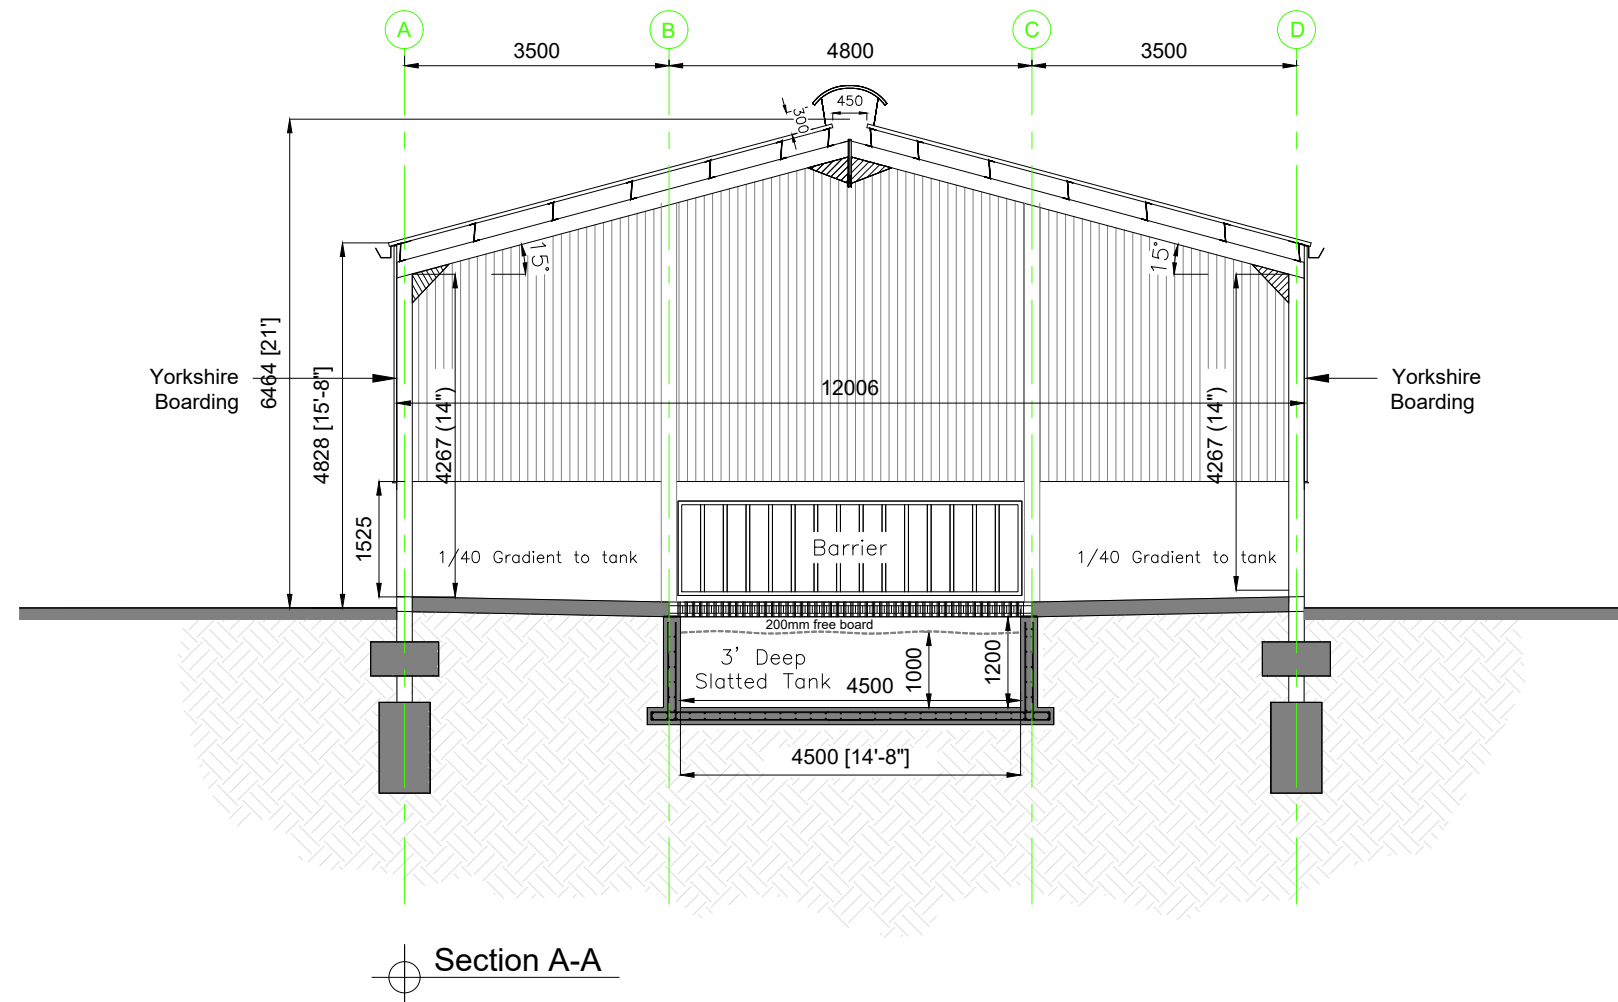 A
B
C
D
3500
4800
3500
450
300
15°
15°
6464 [21']
4828 [15'-8"]
Yorkshire
Boarding
Yorkshire
Boarding
12006
4267 (14")
4267 (14")
1525
1/40 Gradient to tank
Barrier
1/40 Gradient to tank
200mm free board
3' Deep
Slatted Tank
4500
1000
1200
4500 [14'-8"]
Section A-A